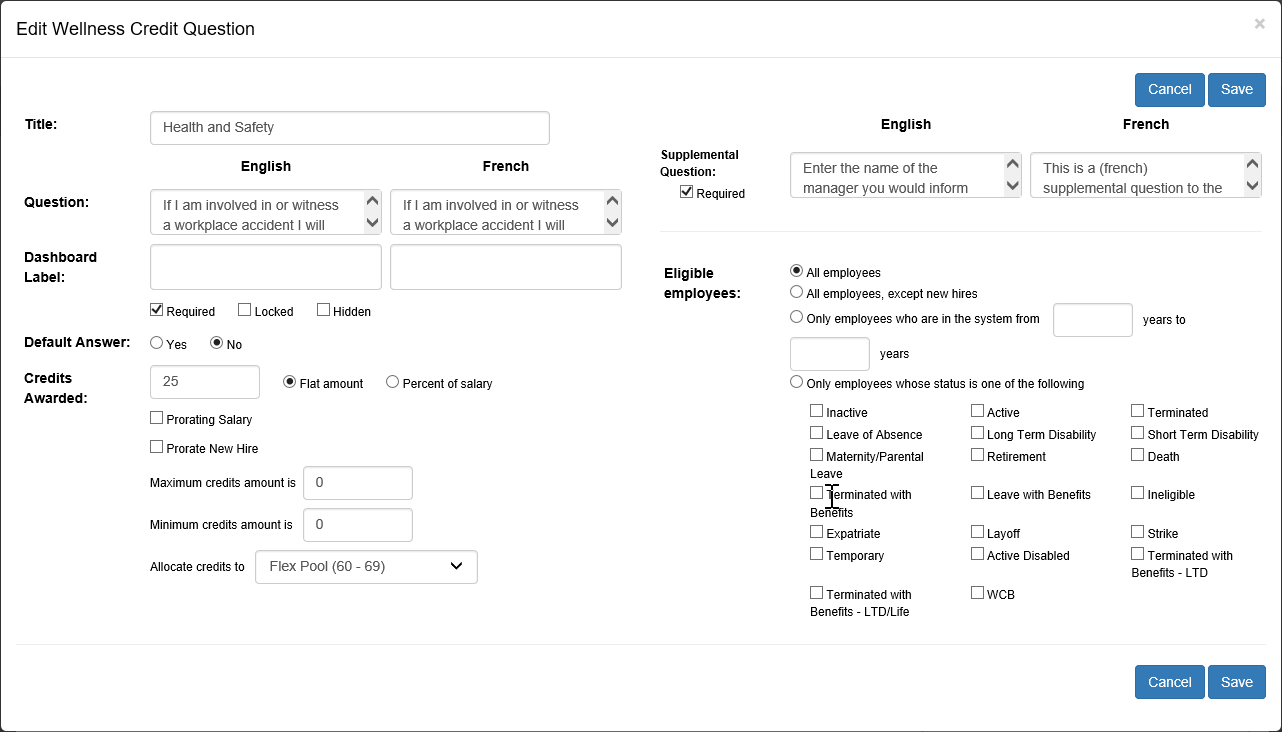 Edit Wellness Credit Question
×
Cancel
Save
Title:
Health and Safety
English
French
Question:
If I am involved in or witness
a workplace accident I will
If I am involved in or witness
a workplace accident I will
Dashboard
Label:
Required
Locked
Hidden
Default Answer:
Yes
No
Credits
Awarded:
25
Flat amount
Percent of salary
Prorating Salary
Prorate New Hire
Maximum credits amount is
0
Minimum credits amount is
0
Allocate credits to
Flex Pool (60 - 69)
English
French
Supplemental
Question:
Required
Enter the name of the
manager you would inform
This is a (french)
supplemental question to the
Eligible
employees:
All employees
All employees, except new hires
Only employees who are in the system from
years to
years
Only employees whose status is one of the following
Inactive
Active
Terminated
Leave of Absence
Long Term Disability
Short Term Disability
Maternity/Parental
Leave
Retirement
Death
Terminated with
Benefits
Leave with Benefits
Ineligible
Expatriate
Layoff
Strike
Temporary
Active Disabled
Terminated with
Benefits - LTD
Terminated with
Benefits - LTD/Life
WCB
Cancel
Save